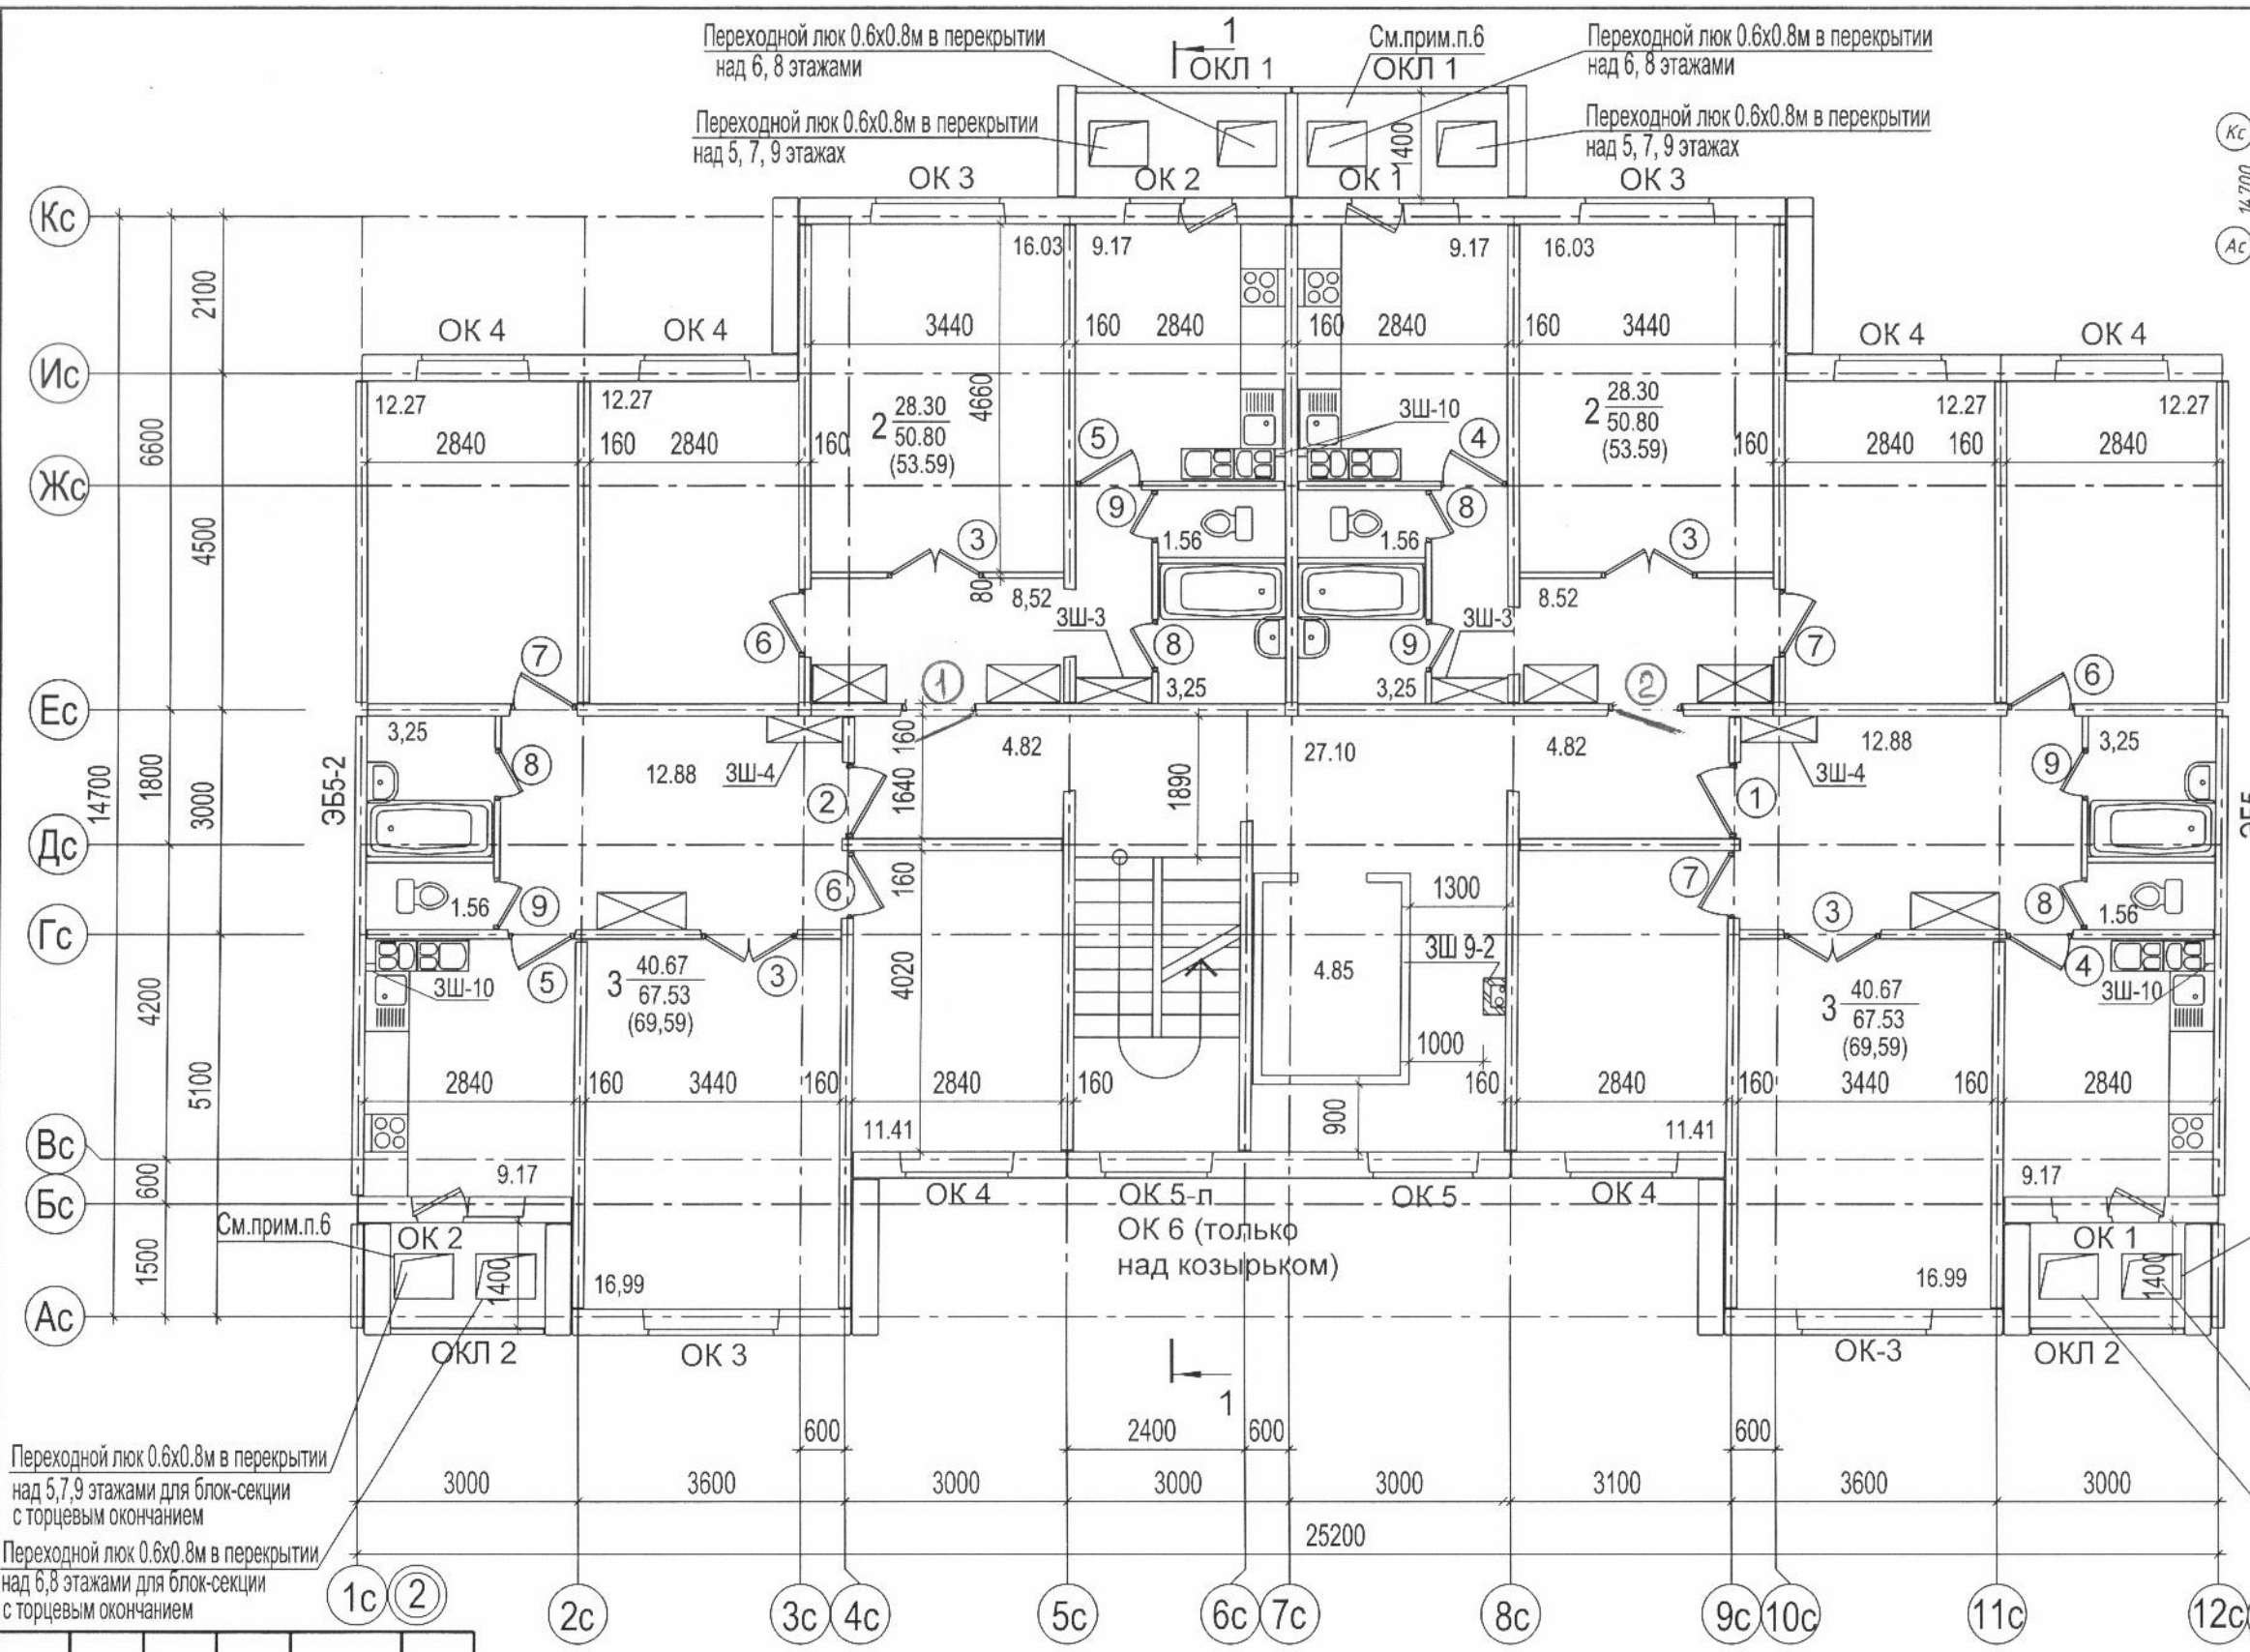 Переходной люк 0.6х0.8м в перекрытии
над 6, 8 этажами
1
ОКЛ 1
См.прим.п.6
ОКЛ 1
Переходной люк 0.6х0.8м в перекрытии
над 6, 8 этажами
Переходной люк 0.6х0.8м в перекрытии
над 5, 7, 9 этажах
1400
Переходной люк 0.6х0.8м в перекрытии
над 5, 7, 9 этажах
Кс
14700
Ас
ОК 3
ОК 2
ОК 1
ОК 3
Кс
2100
16.03
9.17
9.17
16.03
ОК 4
ОК 4
3440
160
2840
160
2840
160
3440
ОК 4
ОК 4
Ис
12.27
12.27
4660
12.27
12.27
2840
160
2840
160
2
28.30
50.80
(53.59)
5
ЗШ-10
4
2
28.30
50.80
(53.59)
160
2840
160
2840
6600
Жс
4500
9
8
3
1.56
1.56
3
80
8,52
ЗШ-3
ЗШ-3
8.52
6
8
9
7
7
1
3,25
3,25
2
6
Ес
3,25
160
4.82
27.10
4.82
12.88
3,25
8
12.88
ЗШ-4
ЗШ-4
9
ЭБ5-2
14700
1800
3000
2
1640
1890
1
Дс
6
160
7
1300
1.56
9
3
8
1.56
Гс
4020
4.85
ЗШ 9-2
ЗШ-10
5
3
40.67
67.53
(69,59)
3
3
40.67
67.53
(69,59)
4
ЗШ-10
4200
5100
1000
2840
160
3440
160
2840
160
160
2840
160
3440
160
2840
900
Вс
11.41
11.41
600
9.17
9.17
Бс
ОК 4
ОК 5-п
ОК 5
ОК 4
См.прим.п.6
ОК 2
ОК 6 (только
над козырьком)
ОК 1
1500
1400
16,99
16.99
1400
Ас
ОКЛ 2
ОК 3
ОК-3
ОКЛ 2
1
600
2400
600
600
Переходной люк 0.6х0.8м в перекрытии
над 5,7,9 этажами для блок-секции
с торцевым окончанием
3000
3600
3000
3000
3000
3100
3600
3000
25200
Переходной люк 0.6х0.8м в перекрытии
над 6,8 этажами для блок-секции
с торцевым окончанием
1с
2
2с
3с
4с
5с
6с
7с
8с
9с
10с
11с
12с